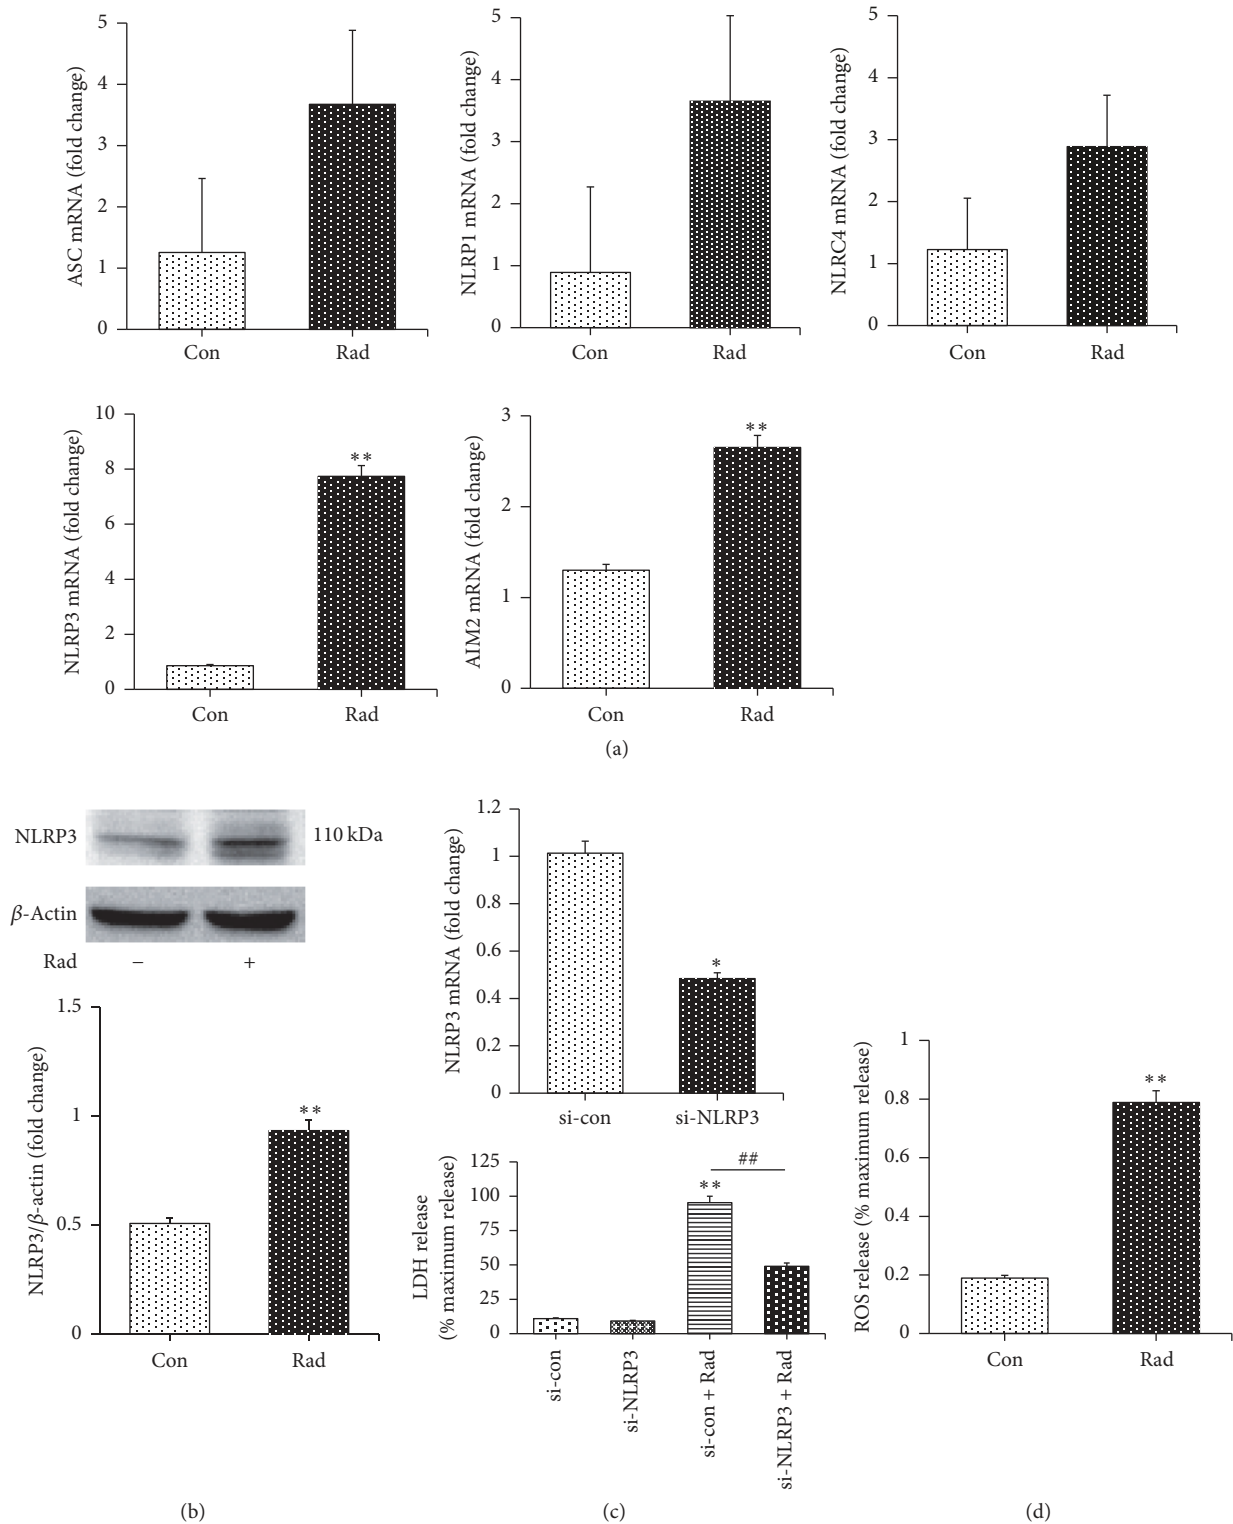 ASC mRNA (fold change)
5
4
3
2
1
0
Con Rad
NLRP1 mRNA (fold change)
5
4
3
2
1
0
Con Rad
NLRC4 mRNA (fold change)
5
4
3
2
1
0
Con Rad
NLRP3 mRNA (fold change)
10
8
6
4
2
0
**
Con Rad
AIM2 mRNA (fold change)
3
2
1
0
**
Con Rad
(a)
NLRP3 110 kDa
β-Actin
Rad − +
NLRP3/β-actin (fold change)
1.5
1
0.5
0
**
Con Rad
(b)
NLRP3 mRNA (fold change)
1.2
1
0.8
0.6
0.4
0.2
0
*
si-con si-NLRP3
LDH release
(% maximum release)
125
100
75
50
25
0
**
##
si-con
si-NLRP3
si-con + Rad
si-NLRP3 + Rad
(c)
ROS release (% maximum release)
1
0.8
0.6
0.4
0.2
0
**
Con Rad
(d)